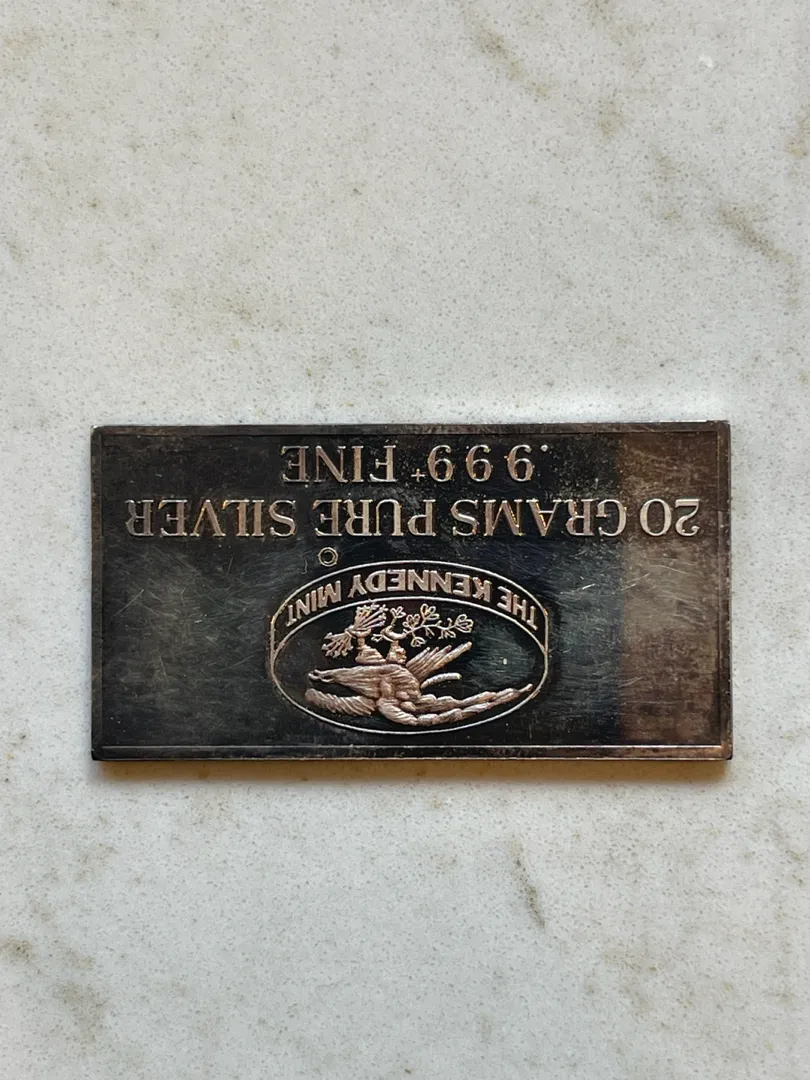 THE KENNEDY MINT
20 GRAMS PURE SILVER
.999+ FINE